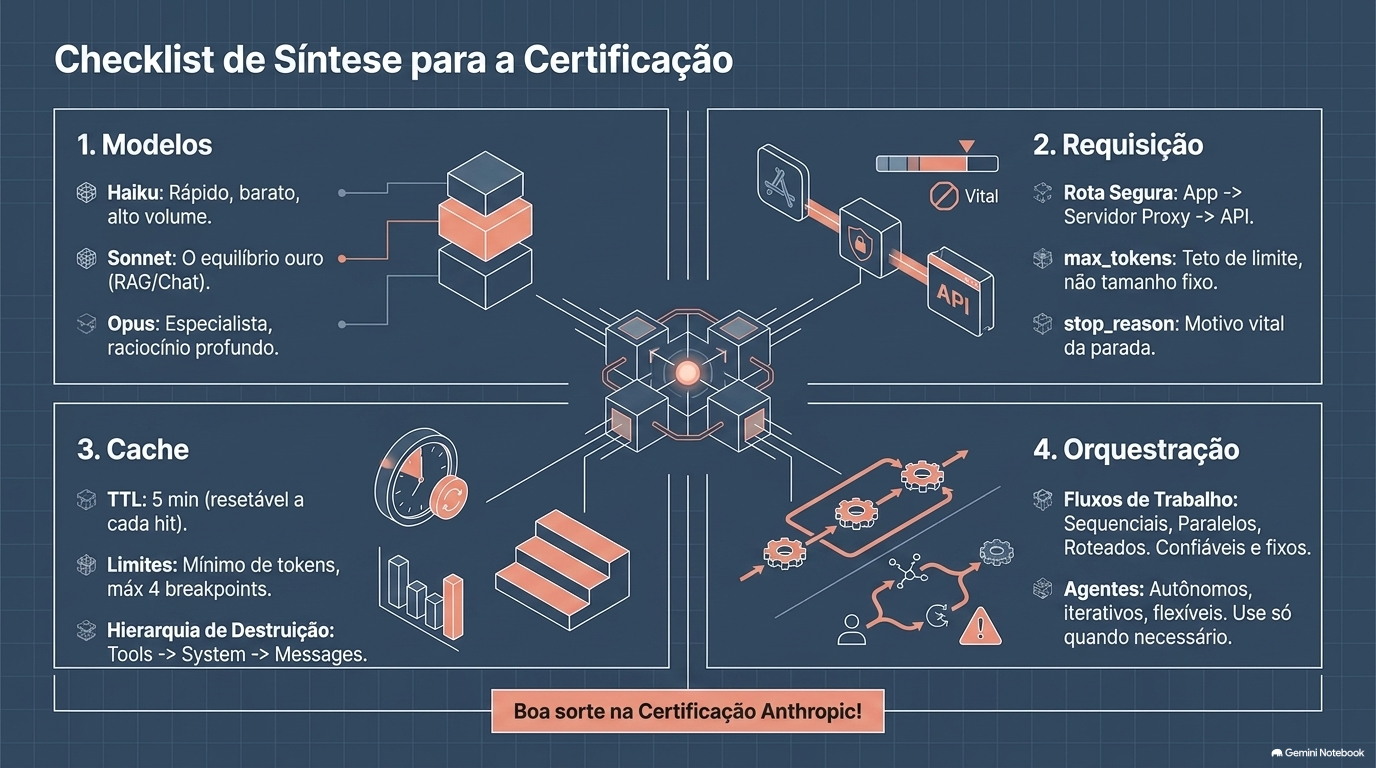 Checklist de Síntese para a Certificação
1. Modelos
Haiku: Rápido, barato,
alto volume.
Sonnet: O equilíbrio ouro
(RAG/Chat).
Opus: Especialista,
raciocínio profundo.
Vital
API
2. Requisição
Rota Segura: App ->
Servidor Proxy -> API.
max_tokens: Teto de limite,
não tamanho fixo.
stop_reason: Motivo vital
da parada.
3. Cache
TTL: 5 min (resetável a
cada hit).
Limites: Mínimo de tokens,
máx 4 breakpoints.
Hierarquia de Destruição:
Tools -> System -> Messages.
4. Orquestração
Fluxos de Trabalho:
Sequenciais, Paralelos,
Roteados. Confiáveis e fixos.
Agentes: Autônomos,
iterativos, flexíveis. Use só
quando necessário.
Boa sorte na Certificação Anthropic!
Gemini Notebook